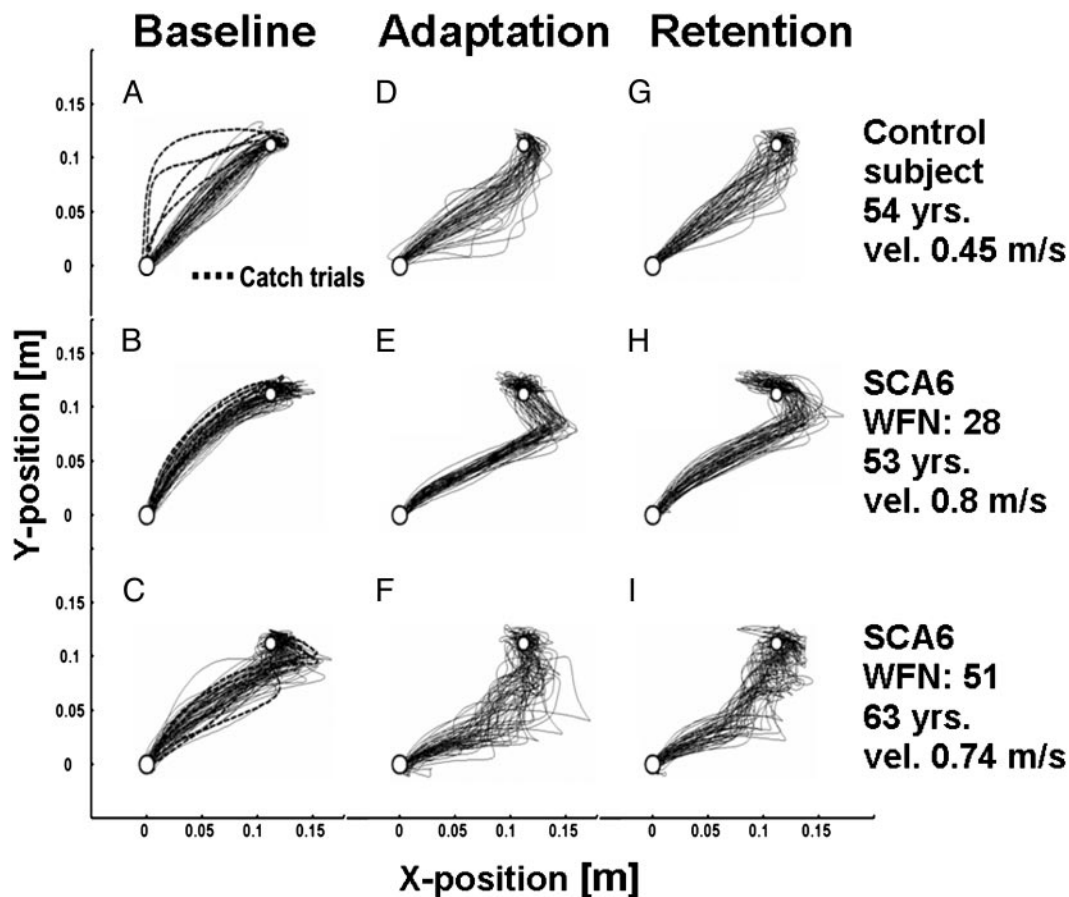 Baseline Adaptation Retention
A
D
G
0.15
0.1
0.05
0
Catch trials
Control
subject
54 yrs.
vel. 0.45 m/s
B
E
H
0.15
0.1
0.05
0
SCA6
WFN: 28
53 yrs.
vel. 0.8 m/s
Y-position [m]
C
F
I
0.15
0.1
0.05
0
SCA6
WFN: 51
63 yrs.
vel. 0.74 m/s
0 0.05 0.1 0.15 0 0.05 0.1 0.15 0 0.05 0.1 0.15
X-position [m]